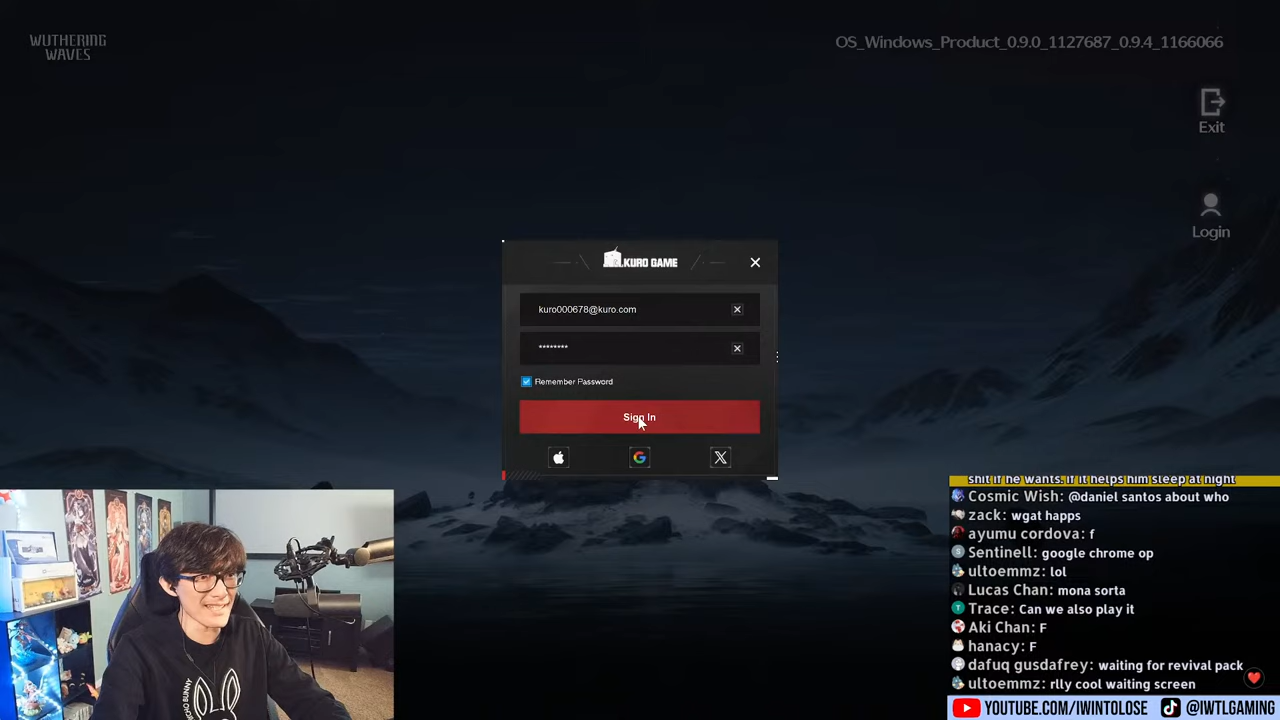 WUTHERING
WAVES
OS_Windows_Product_0.9.0_1127687_0.9.4_1166066
Exit
Login
KURO GAME
kuro000678@kuro.com
********
Remember Password
Sign In
shit if he wants. if it helps him sleep at night
Cosmic Wish: @daniel santos about who
zack: wgat happs
ayumu cordova: f
S Sentinell: google chrome op
ultoemmz: lol
Lucas Chan: mona sorta
T Trace: Can we also play it
Aki Chan: F
hanacy: F
dafuq gusdafrey: waiting for revival pack
ultoemmz: rlly cool waiting screen
YOUTUBE.COM/IWINTOLOSE @IWTLGAMING